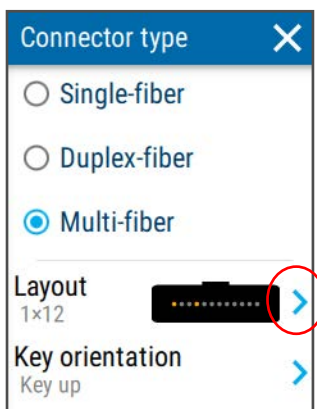 Connector type
Single-fiber
Duplex-fiber
Multi-fiber
Layout
1×12
Key orientation
Key up